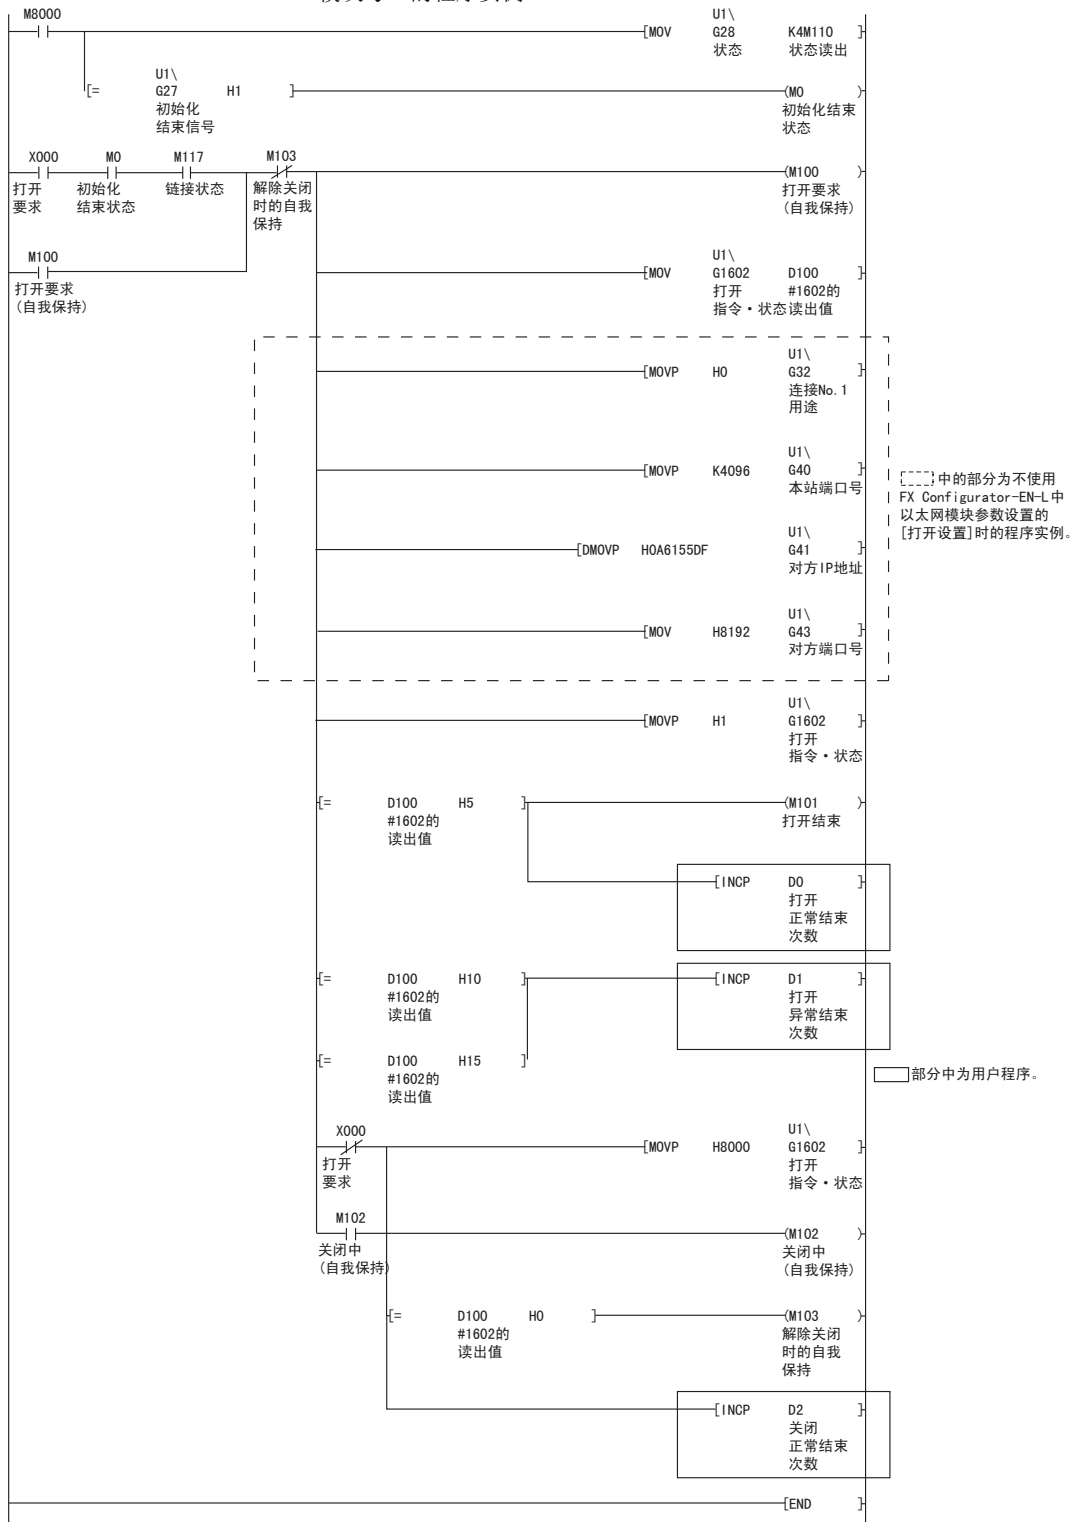 M8000
U1\
[MOV G28 K4M110 ]
状态 状态读出
U1\
[= G27 H1 ] (M0 )
初始化 初始化结束
结束信号 状态
X000 M0 M117 M103 (M100 )
打开 初始化 链接状态 解除关闭 打开要求
要求 结束状态 时的自我 (自我保持)
保持
M100 U1\
[MOV G1602 D100 ]
打开要求 打开 #1602的
(自我保持) 指令・状态读出值
U1\
[MOVP H0 G32 ]
连接No.1
用途
U1\
[MOVP K4096 G40 ]
本站端口号
中的部分为不使用
FX Configurator-EN-L中
以太网模块参数设置的
[打开设置]时的程序实例。
U1\
[DMOVP H0A6155DF G41 ]
对方IP地址
U1\
[MOV H8192 G43 ]
对方端口号
U1\
[MOVP H1 G1602 ]
打开
指令・状态
[= D100 H5 ] (M101 )
#1602的 打开结束
读出值
[INCP D0 ]
打开
正常结束
次数
[= D100 H10 ] [INCP D1 ]
#1602的 打开
读出值 异常结束
次数
[= D100 H15 ]
#1602的
读出值
部分中为用户程序。
X000 U1\
[MOVP H8000 G1602 ]
打开 打开
要求 指令・状态
M102 (M102 )
关闭中 关闭中
(自我保持) (自我保持)
[= D100 H0 ] (M103 )
#1602的 解除关闭
读出值 时的自我
保持
[INCP D2 ]
关闭
正常结束
次数
[END ]